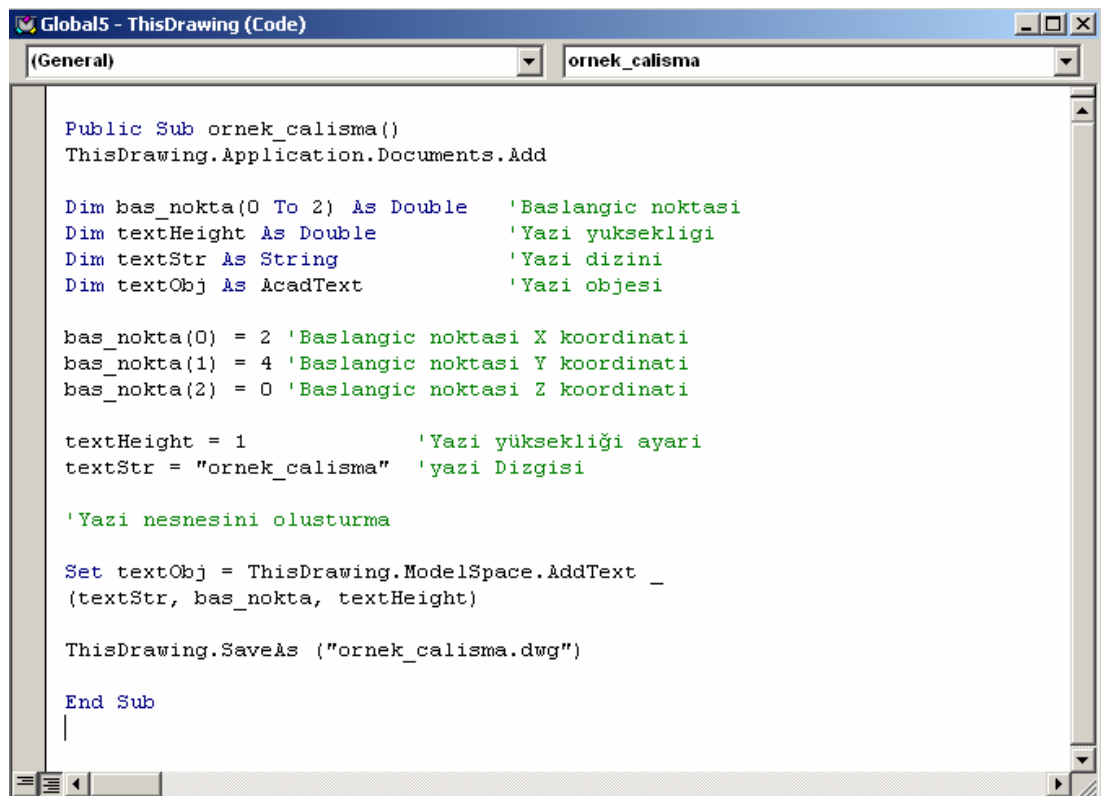 Global5 - ThisDrawing (Code)
(General) ornek_calisma
Public Sub ornek_calisma()
ThisDrawing.Application.Documents.Add
Dim bas_nokta(0 To 2) As Double 'Baslangic noktasi
Dim textHeight As Double 'Yazi yuksekligi
Dim textStr As String 'Yazi dizini
Dim textObj As AcadText 'Yazi objesi
bas_nokta(0) = 2 'Baslangic noktasi X koordinati
bas_nokta(1) = 4 'Baslangic noktasi Y koordinati
bas_nokta(2) = 0 'Baslangic noktasi Z koordinati
textHeight = 1 'Yazi yüksekliği ayari
textStr = "ornek_calisma" 'yazi Dizgisi
'Yazi nesnesini olusturma
Set textObj = ThisDrawing.ModelSpace.AddText _
(textStr, bas_nokta, textHeight)
ThisDrawing.SaveAs ("ornek_calisma.dwg")
End Sub